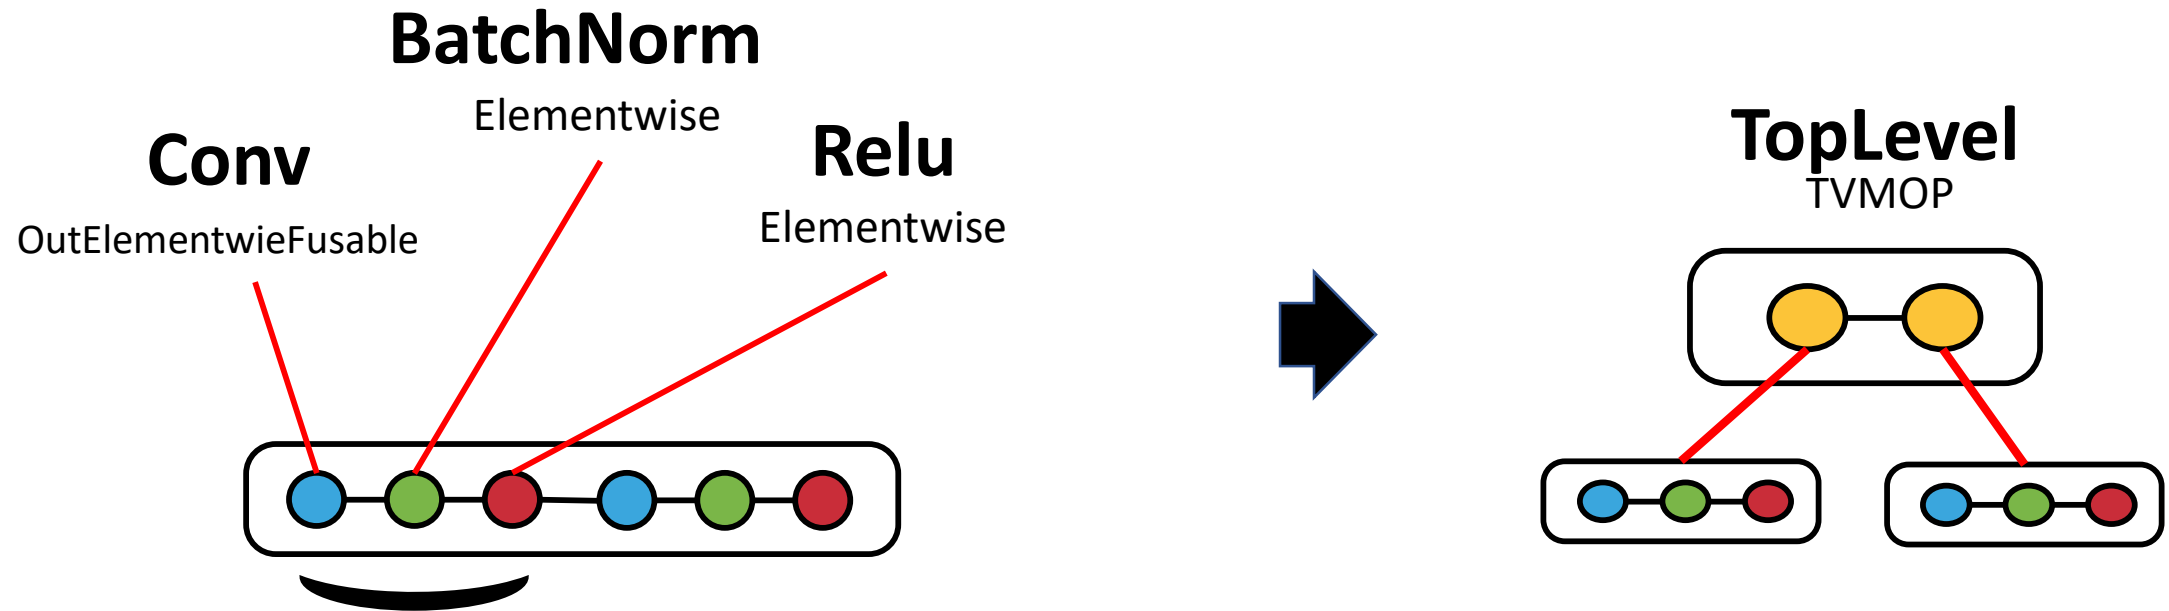 BatchNorm
Elementwise
Conv
OutElementwieFusable
Relu
Elementwise
TopLevel
TVMOP